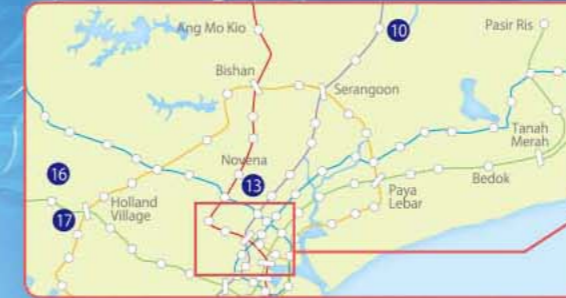 Ang Mo Kio
10
Pasir Ris
Bishan
Serangoon
Novena
Tanah
Merah
16
13
Bedok
17
Holland
Village
Paya
Lebar